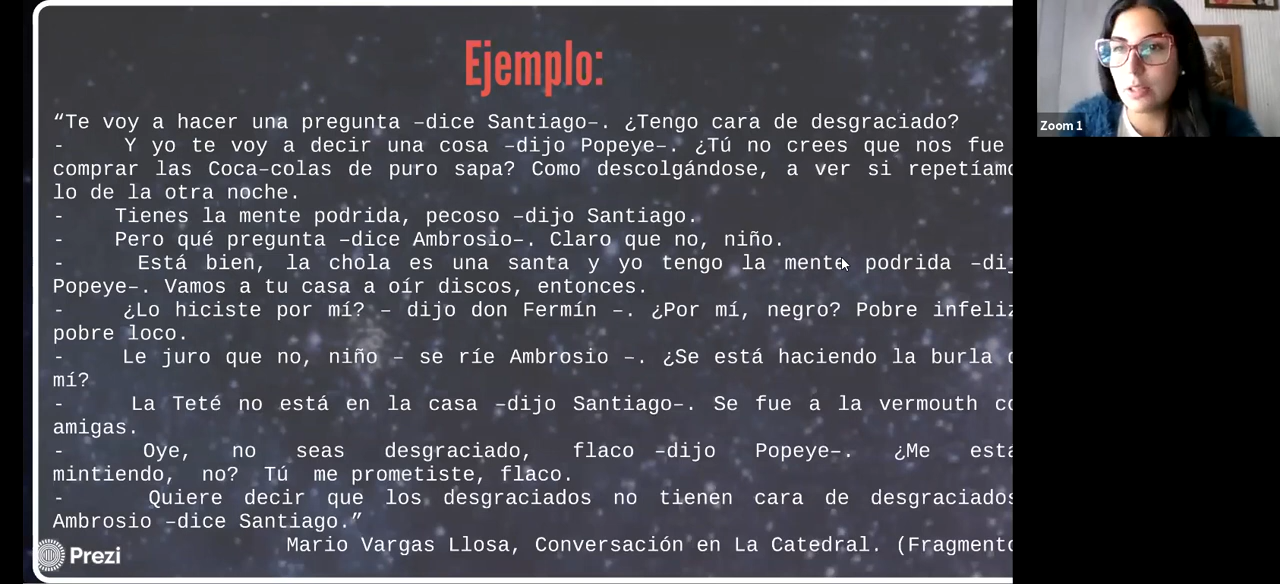 Ejemplo:
“Te voy a hacer una pregunta –dice Santiago–. ¿Tengo cara de desgraciado?
- Y yo te voy a decir una cosa –dijo Popeye–. ¿Tú no crees que nos fue
comprar las Coca–colas de puro sapa? Como descolgándose, a ver si
lo de la otra noche.
- Tienes la mente podrida, pecoso –dijo Santiago.
- Pero qué pregunta –dice Ambrosio–. Claro que no, niño.
- Está bien, la chola es una santa y yo tengo la mente podrida
Popeye–. Vamos a tu casa a oír discos, entonces.
- ¿Lo hiciste por mí? – dijo don Fermín –. ¿Por mí, negro? Pobre
pobre loco.
- Le juro que no, niño – se ríe Ambrosio –. ¿Se está haciendo la burla
mí?
- La Teté no está en la casa –dijo Santiago–. Se fue a la vermouth
amigas.
- Oye, no seas desgraciado, flaco –dijo Popeye–. ¿Me
mintiendo, no? Tú me prometiste, flaco.
- Quiere decir que los desgraciados no tienen cara de desgraciados
Ambrosio –dice Santiago.”
Mario Vargas Llosa, Conversación en La Catedral. (Fragmento
Prezi
Zoom 1